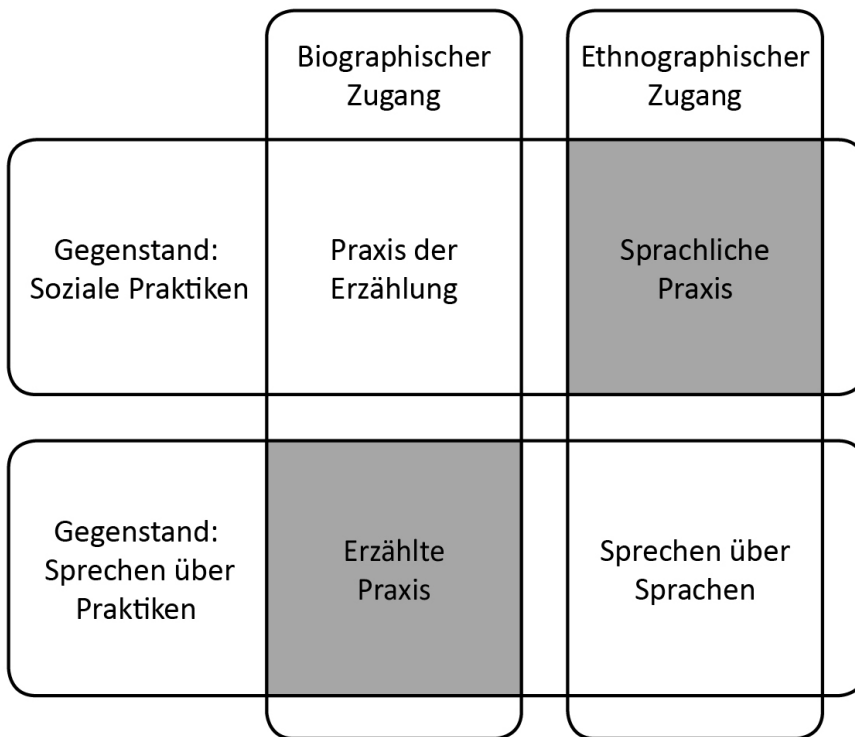 Biographischer
Zugang
Ethnographischer
Zugang
Gegenstand:
Soziale Praktiken
Praxis der
Erzählung
Sprachliche
Praxis
Gegenstand:
Sprechen über
Praktiken
Erzählte
Praxis
Sprechen über
Sprachen